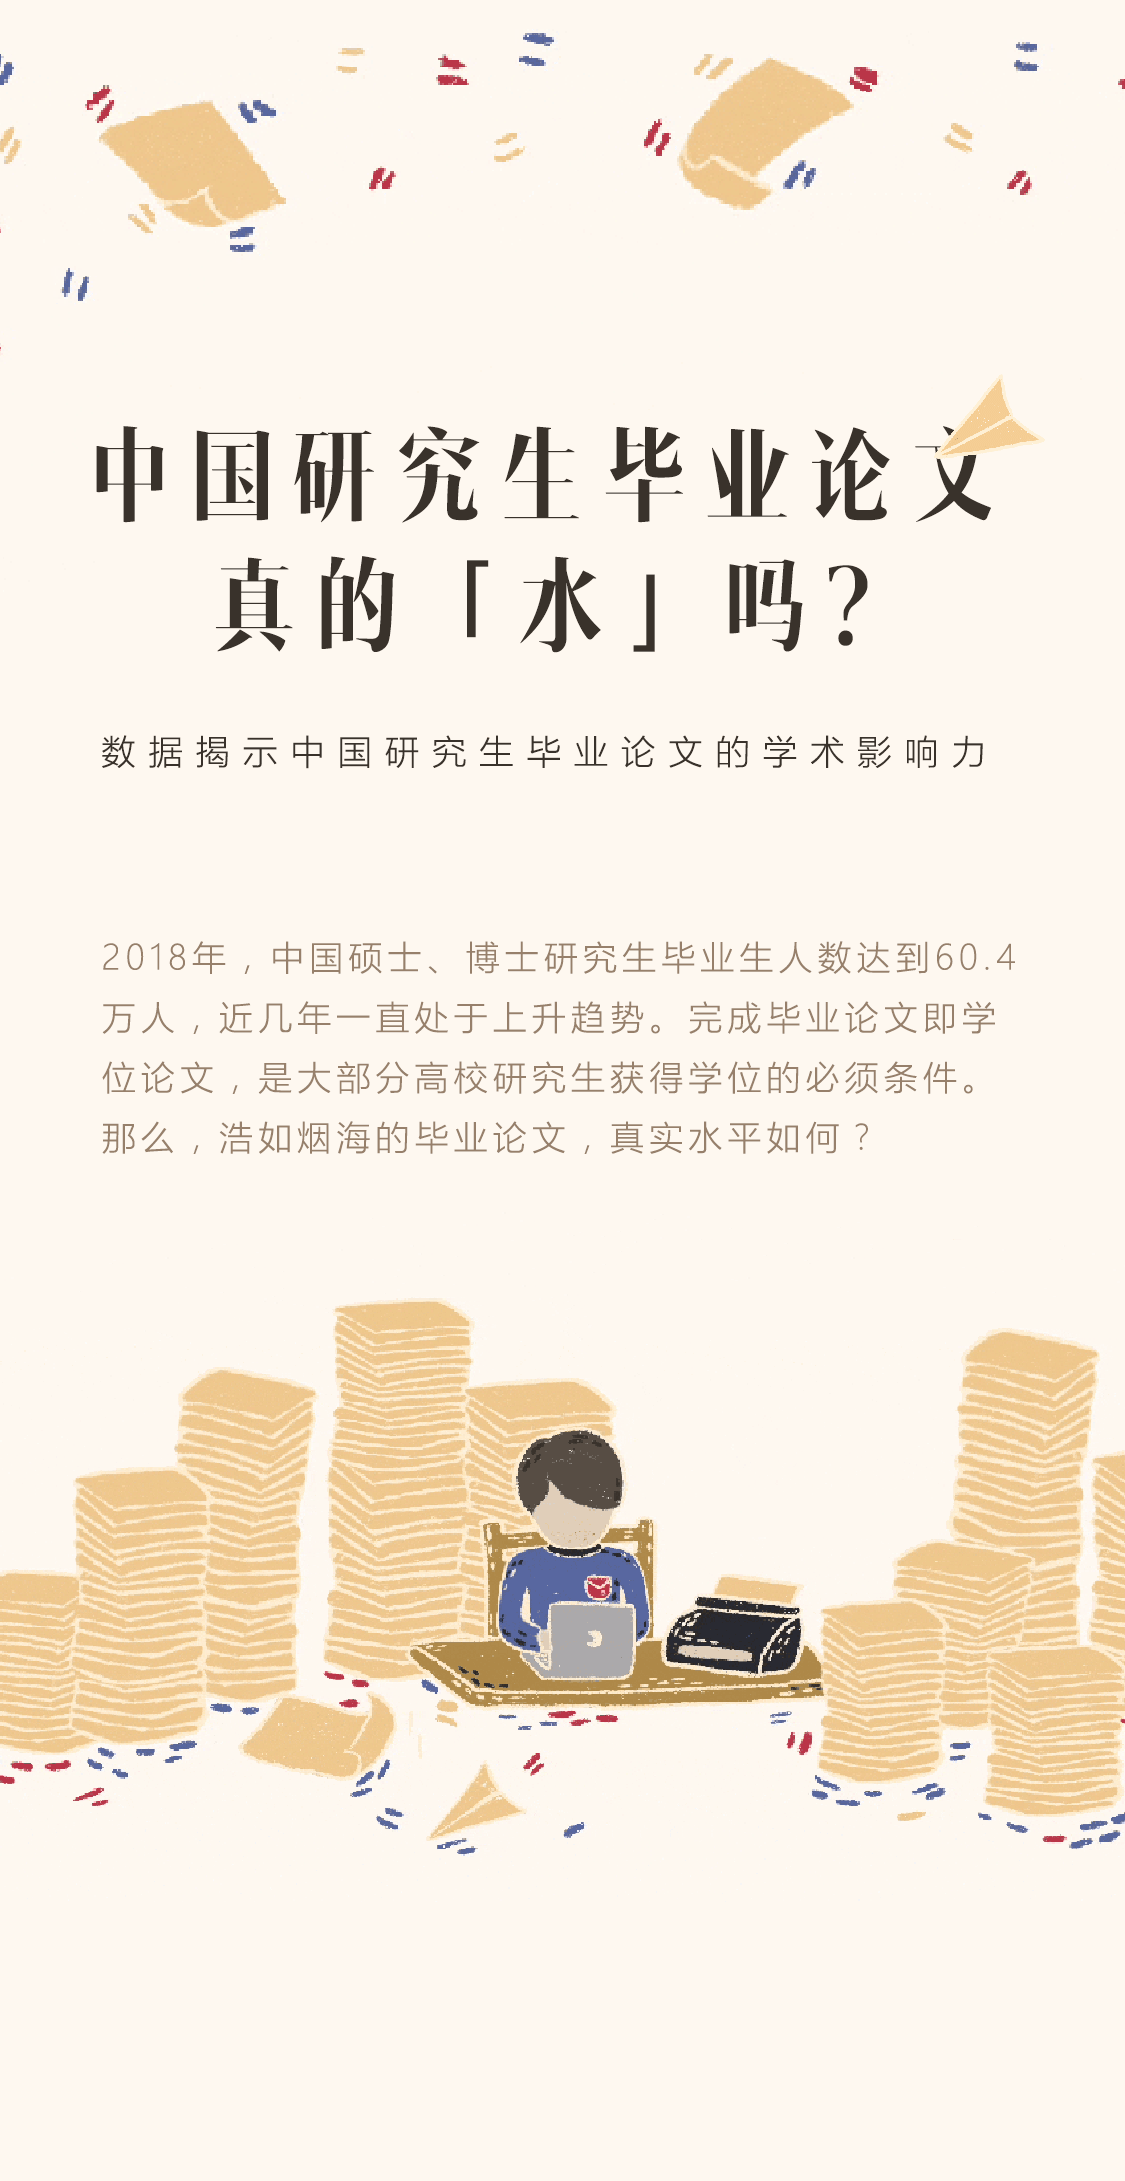 中国研究生毕业论文
真的「水」吗?
数据揭示中国研究生毕业论文的学术影响力
2018年，中国硕士、博士研究生毕业生人数达到60.4
万人，近几年一直处于上升趋势。完成毕业论文即学
位论文，是大部分高校研究生获得学位的必须条件。
那么，浩如烟海的毕业论文，真实水平如何？